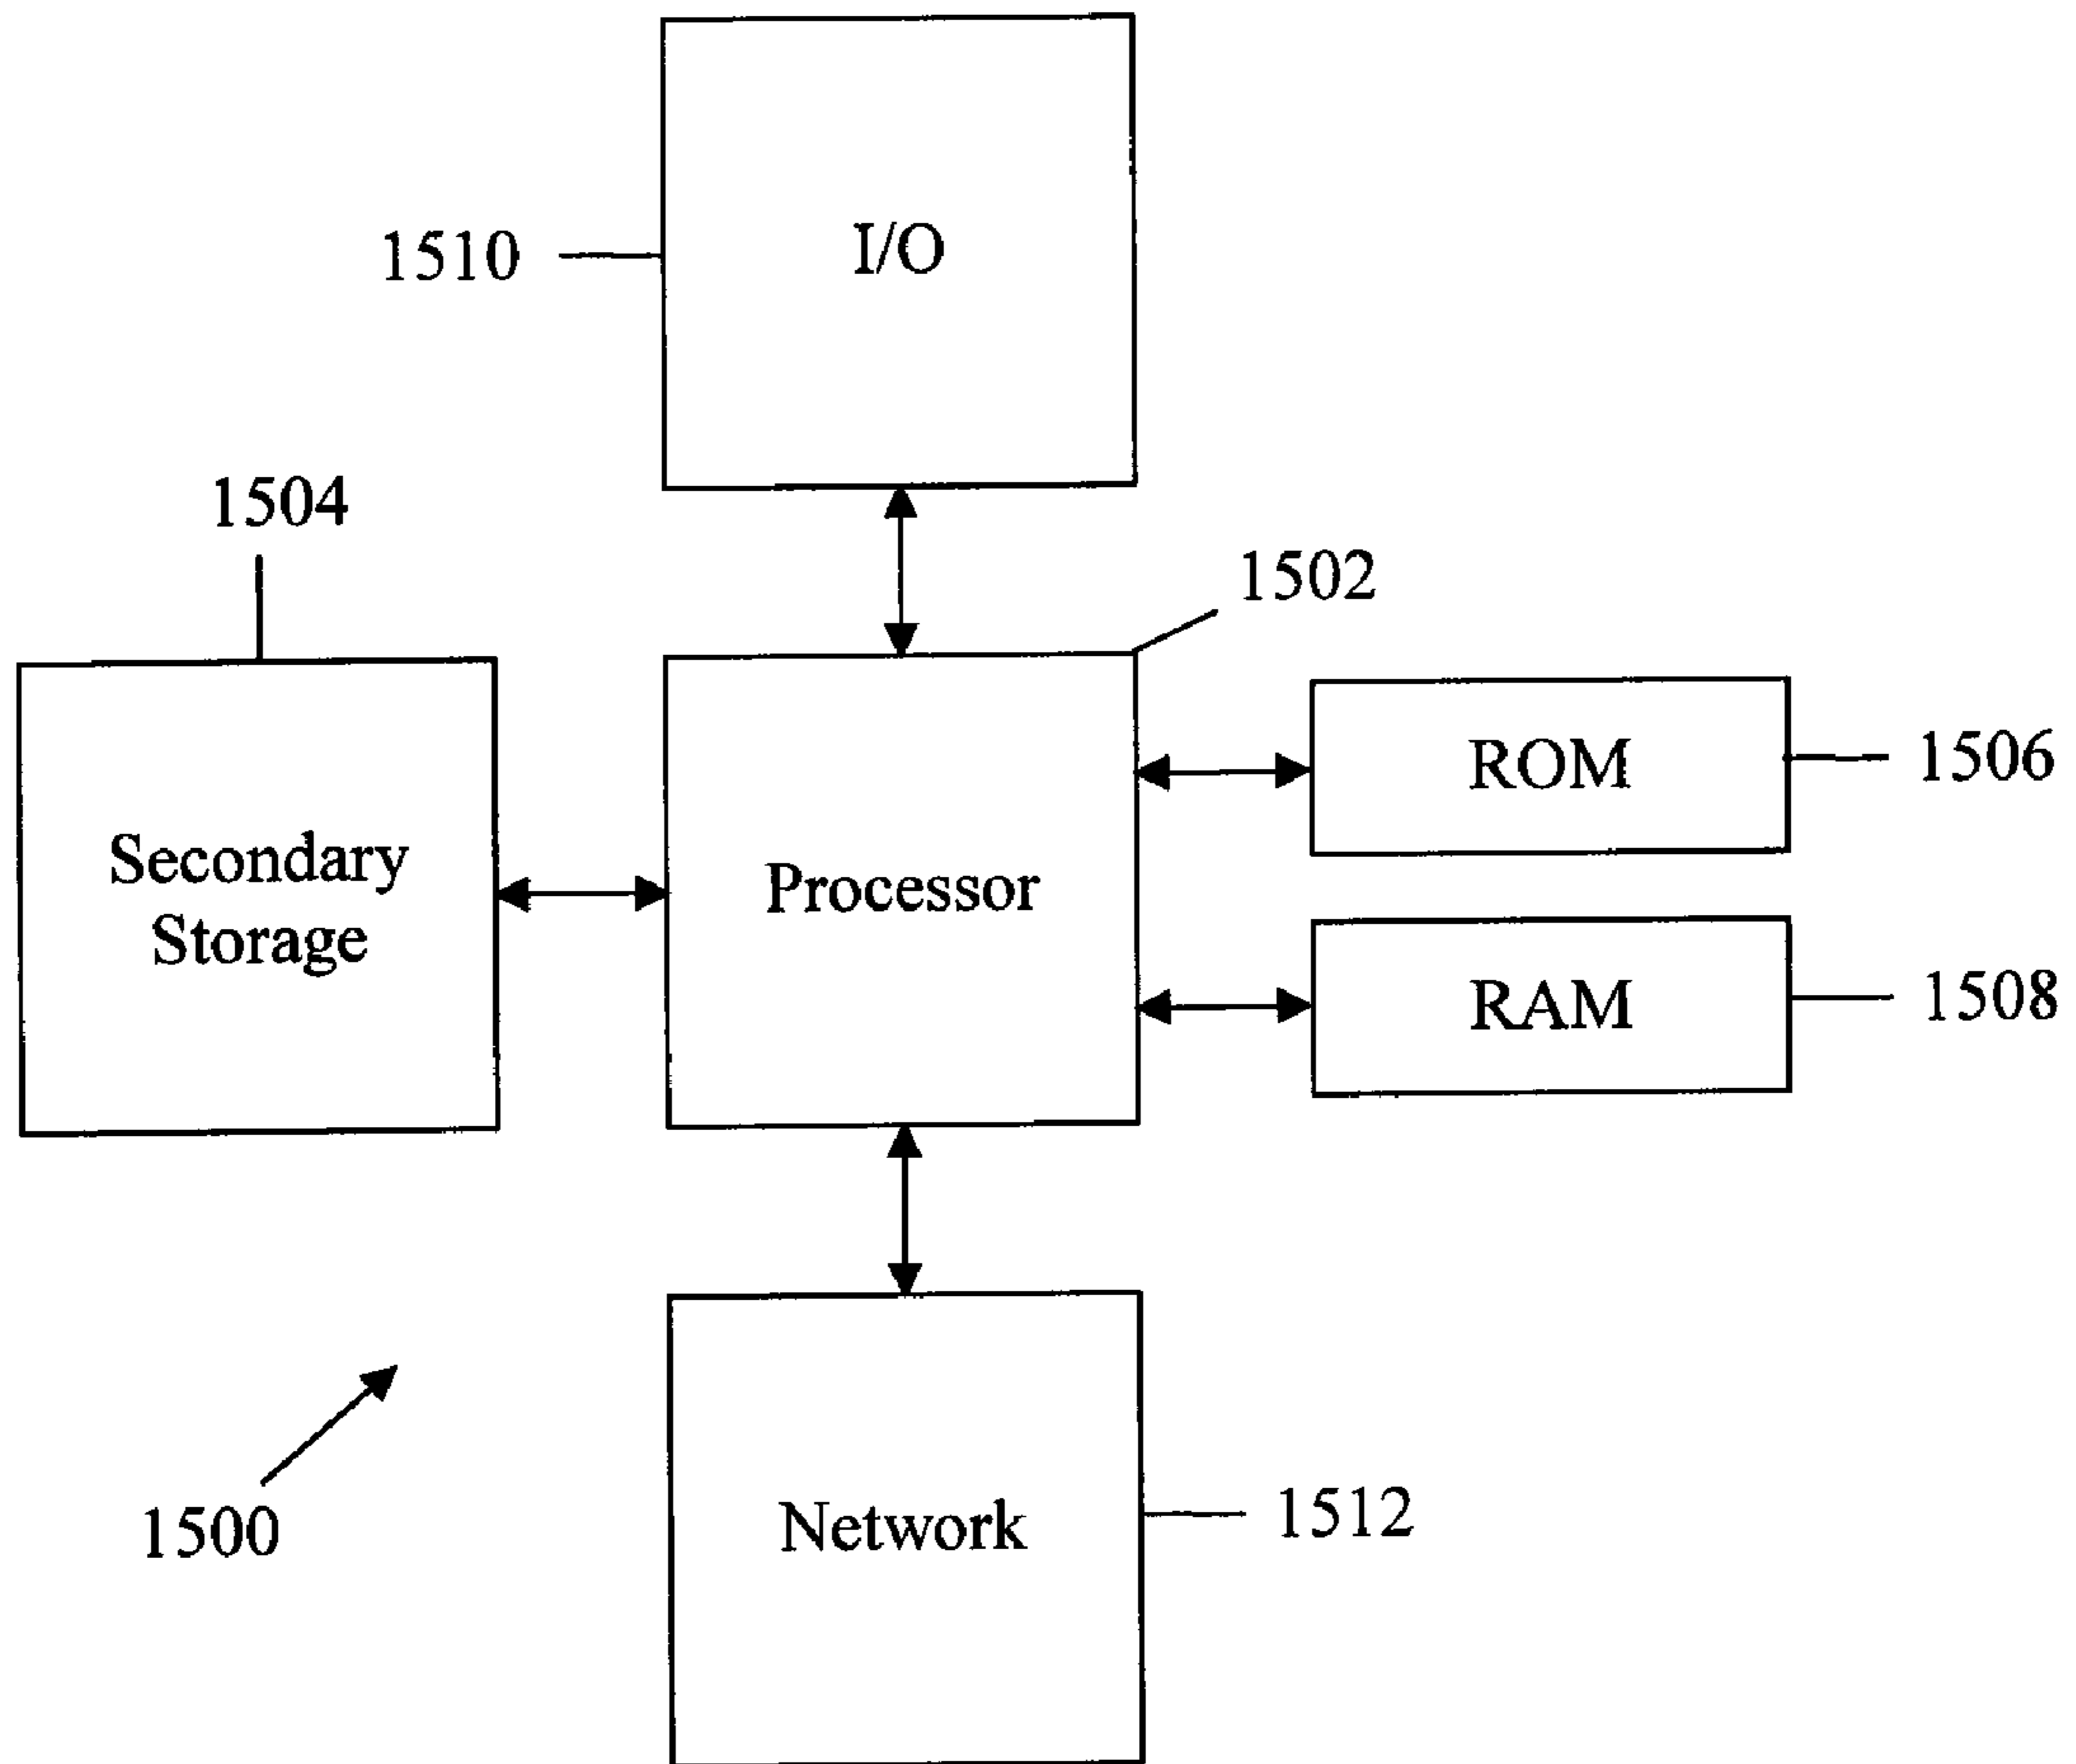 I/O
1510
1504
1502
ROM
1506
Secondary
Storage
Processor
RAM
1508
1500
Network
1512